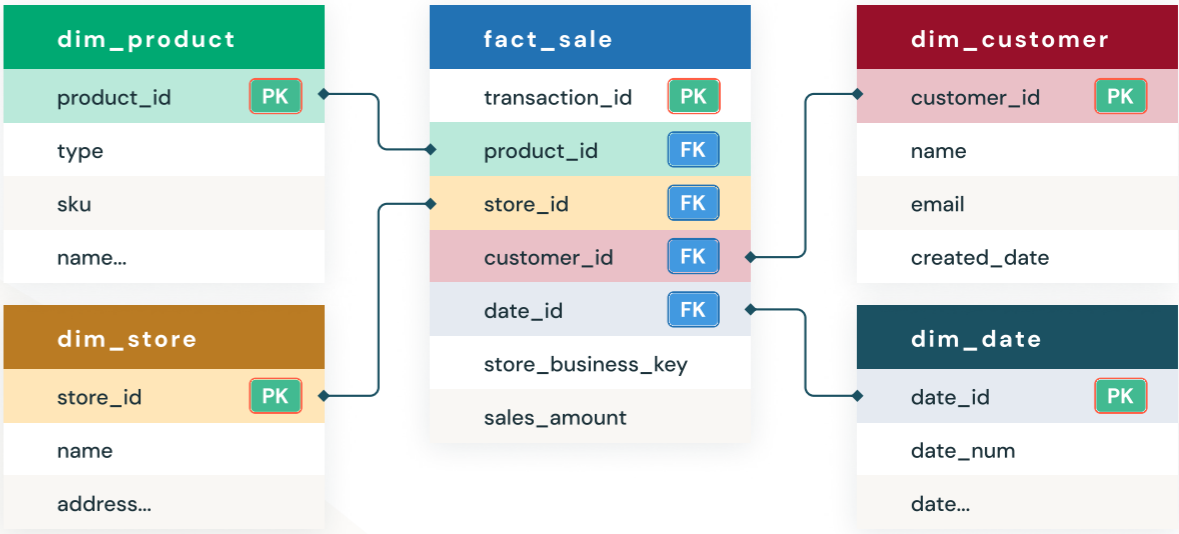 dim_product
product_id PK
type
sku
name...
dim_store
store_id PK
name
address...
fact_sale
transaction_id PK
product_id FK
store_id FK
customer_id FK
date_id FK
store_business_key
sales_amount
dim_customer
customer_id PK
name
email
created_date
dim_date
date_id PK
date_num
date...